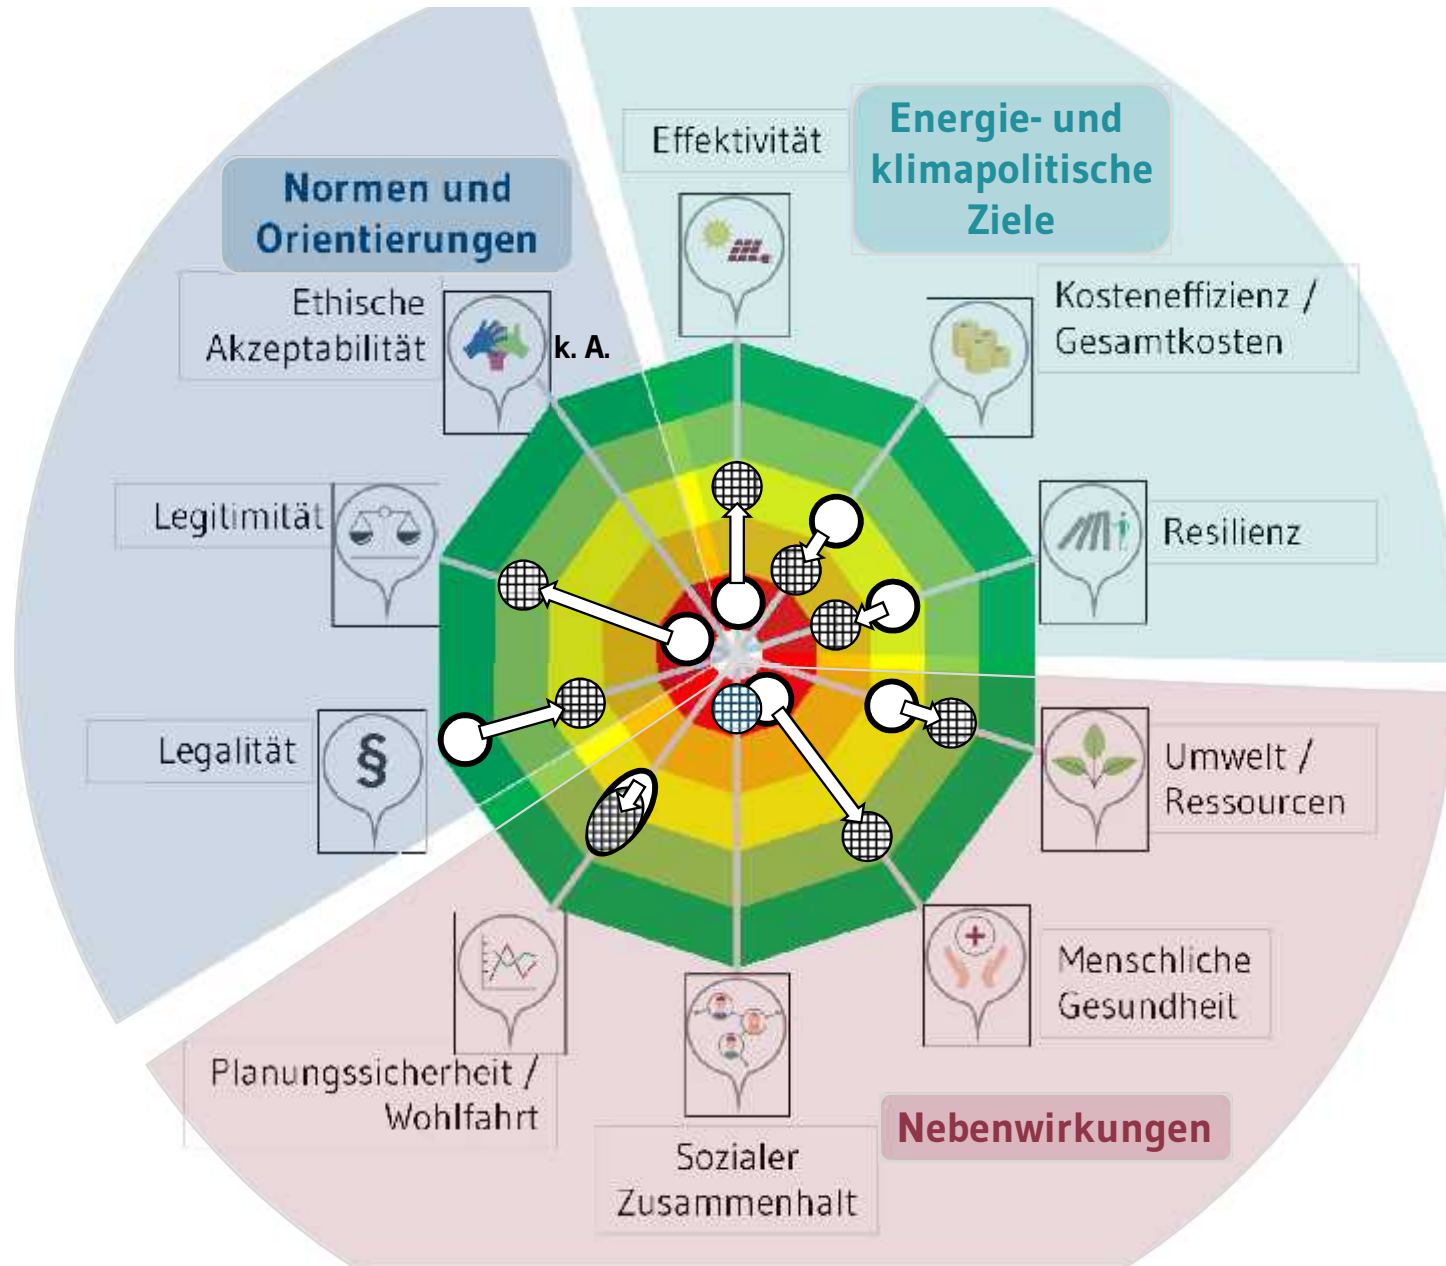 Effektivität
Energie- und
klimapolitische
Ziele
Normen und
Orientierungen
Ethische
Akzeptabilität
k. A.
Kosteneffizienz /
Gesamtkosten
Legitimität
Resilienz
Legalität
§
Umwelt /
Ressourcen
Menschliche
Gesundheit
Planungssicherheit /
Wohlfahrt
Nebenwirkungen
Sozialer
Zusammenhalt